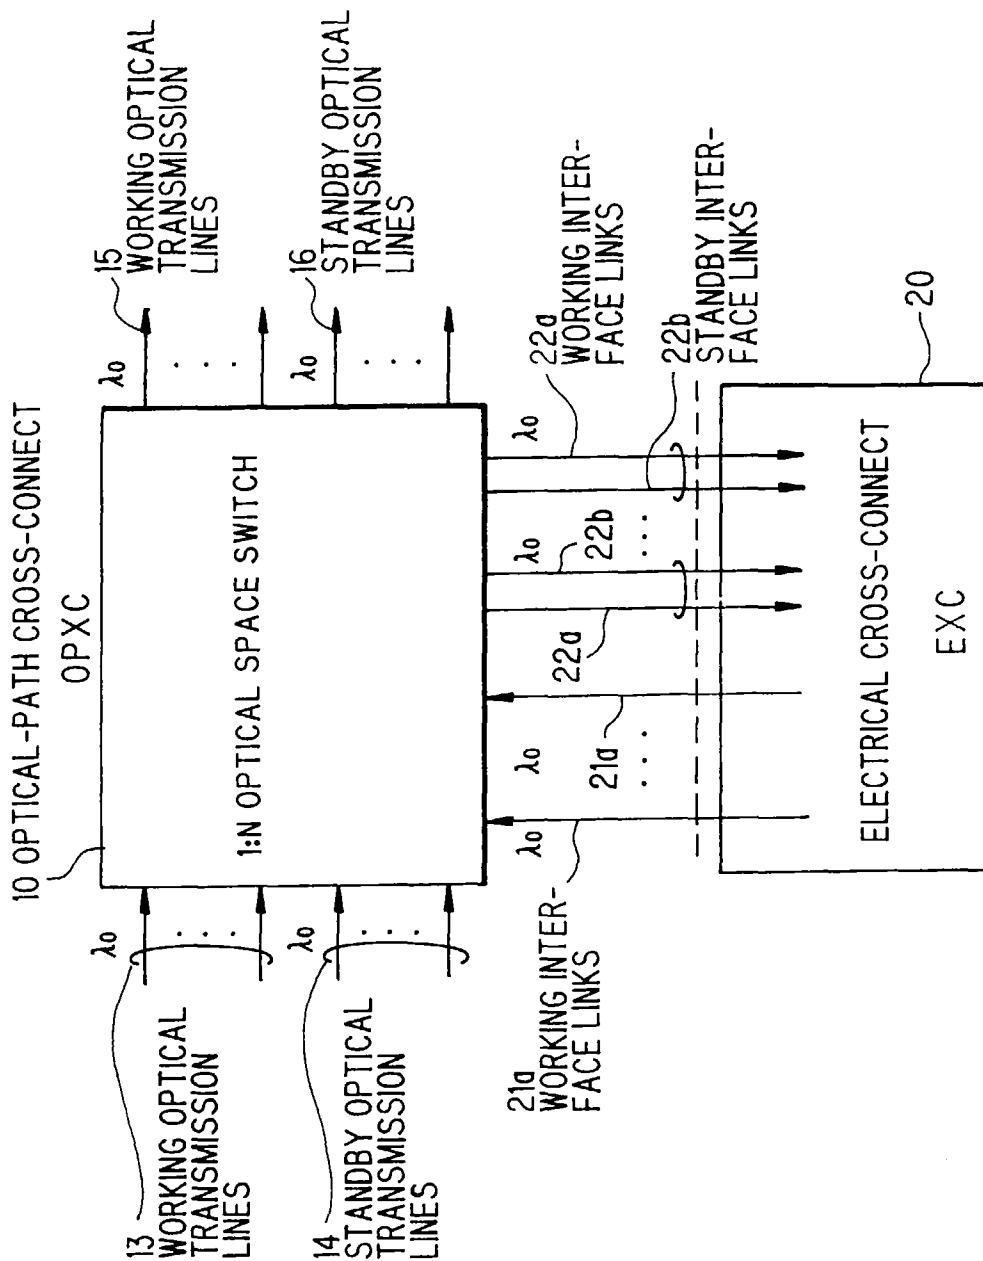 10 OPTICAL-PATH CROSS-CONNECT
OPXC
1:N OPTICAL SPACE SWITCH
13
WORKING OPTICAL
TRANSMISSION
LINES
λ0
14
STANDBY OPTICAL
TRANSMISSION
LINES
λ0
15
WORKING OPTICAL
TRANSMISSION
LINES
λ0
16
STANDBY OPTICAL
TRANSMISSION
LINES
λ0
21a
WORKING INTER-
FACE LINKS
λ0
λ0
21a
22a
λ0
22b
λ0
22a
WORKING INTER-
FACE LINKS
22b
STANDBY INTER-
FACE LINKS
20
ELECTRICAL CROSS-CONNECT
EXC